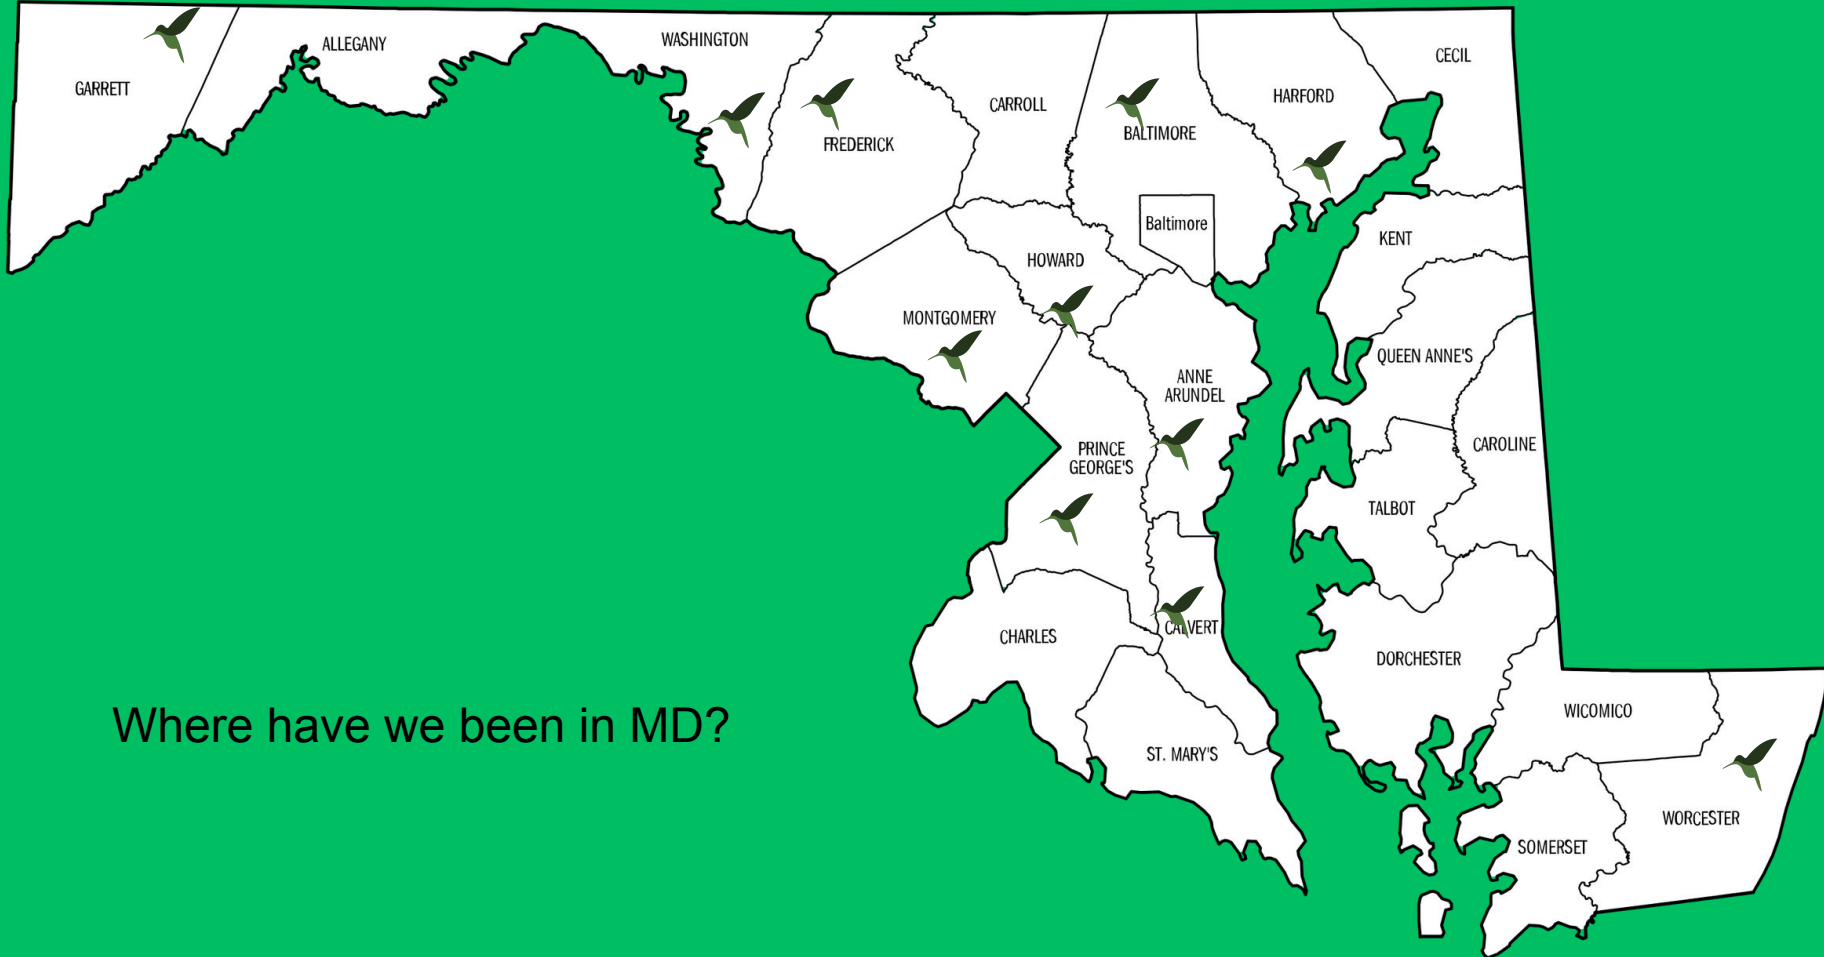 GARRETT
ALLEGANY
WASHINGTON
FREDERICK
CARROLL
BALTIMORE
HARFORD
CECIL
Baltimore
HOWARD
MONTGOMERY
KENT
QUEEN ANNE'S
ANNE
ARUNDEL
PRINCE
GEORGE'S
CAROLINE
TALBOT
CHARLES
CALVERT
DORCHESTER
ST. MARY'S
WICOMICO
WORCESTER
SOMERSET
Where have we been in MD?